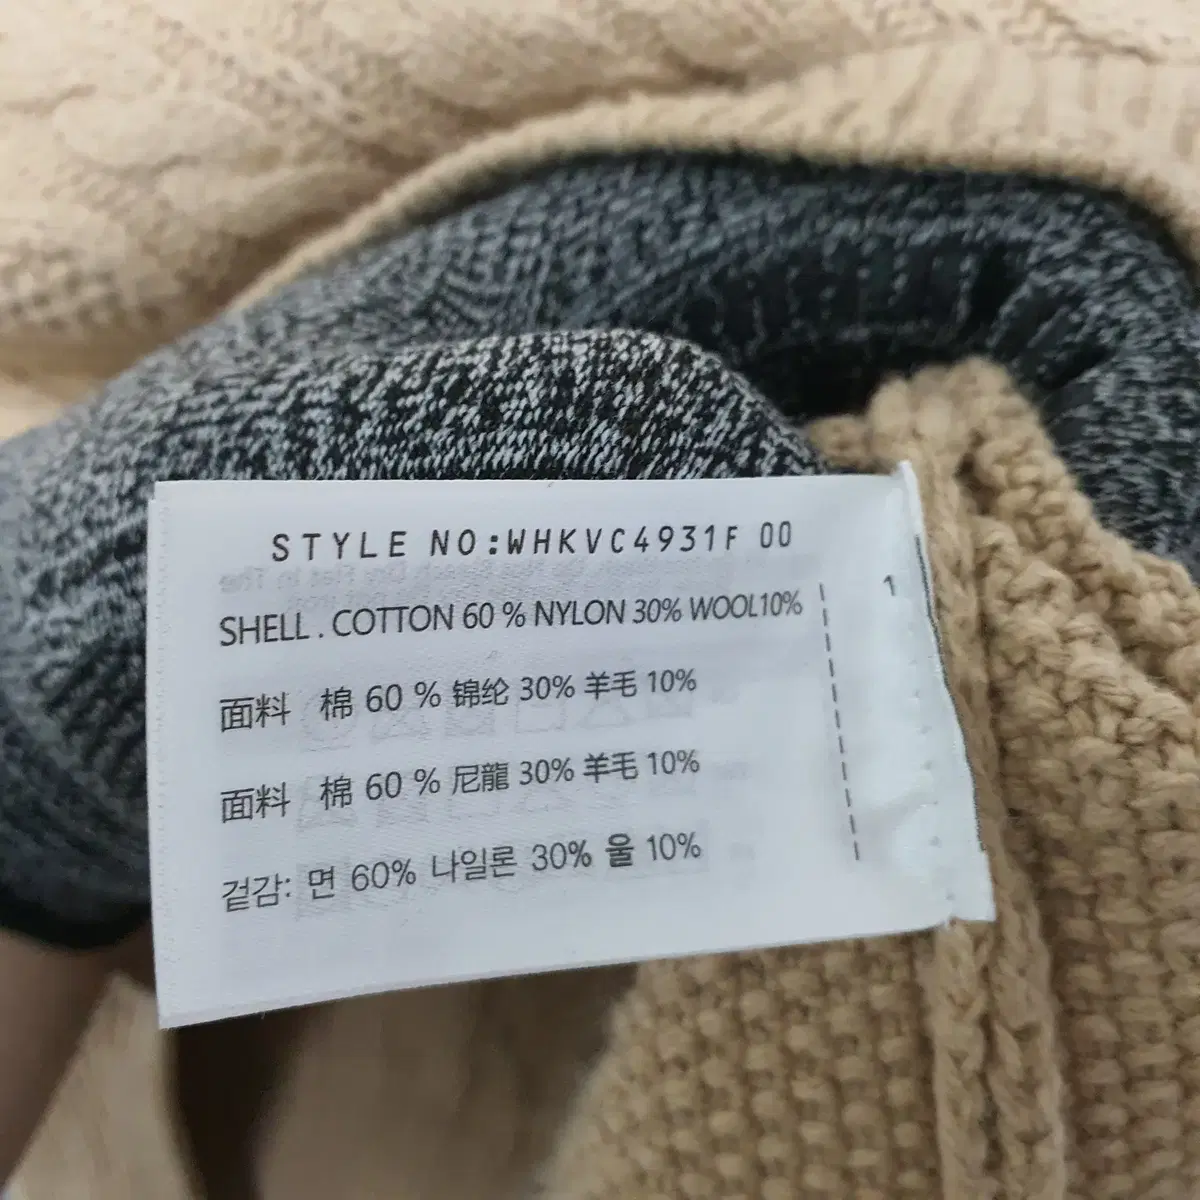 STYLE NO:WHKVC4931F 00
1
SHELL . COTTON 60 % NYLON 30% WOOL10%
面料 棉 60 % 锦纶 30% 羊毛 10%
面料 棉 60 % 尼龍 30% 羊毛 10%
겉감: 면 60% 나일론 30% 울 10%